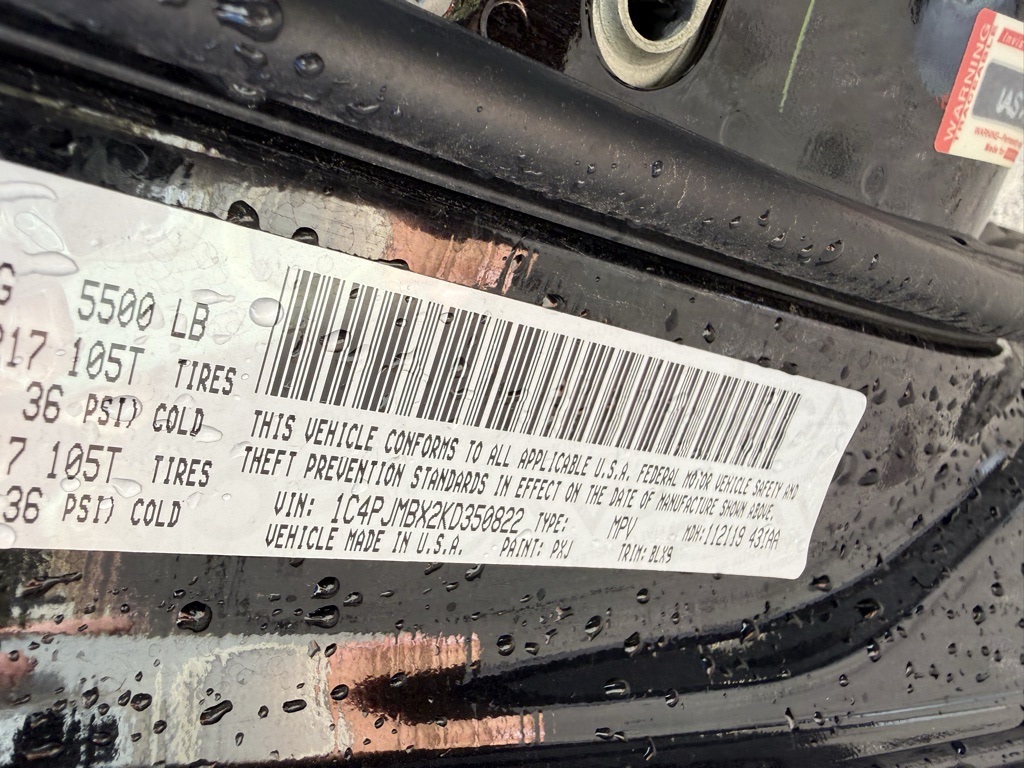 WARNING
5500 LB
105T TIRES
36 PSI) COLD
7 105T TIRES
36 PSI) COLD
THIS VEHICLE CONFORMS TO ALL APPLICABLE U.S.A. FEDERAL MOTOR VEHICLE SAFETY AND
THEFT PREVENTION STANDARDS IN EFFECT ON THE DATE OF MANUFACTURE SHOWN ABOVE.
VIN: 1C4PJMBX2KD350822 TYPE: MPV MDH: 112119 431AA
VEHICLE MADE IN U.S.A. PAINT: PXJ TRIM: BLX9